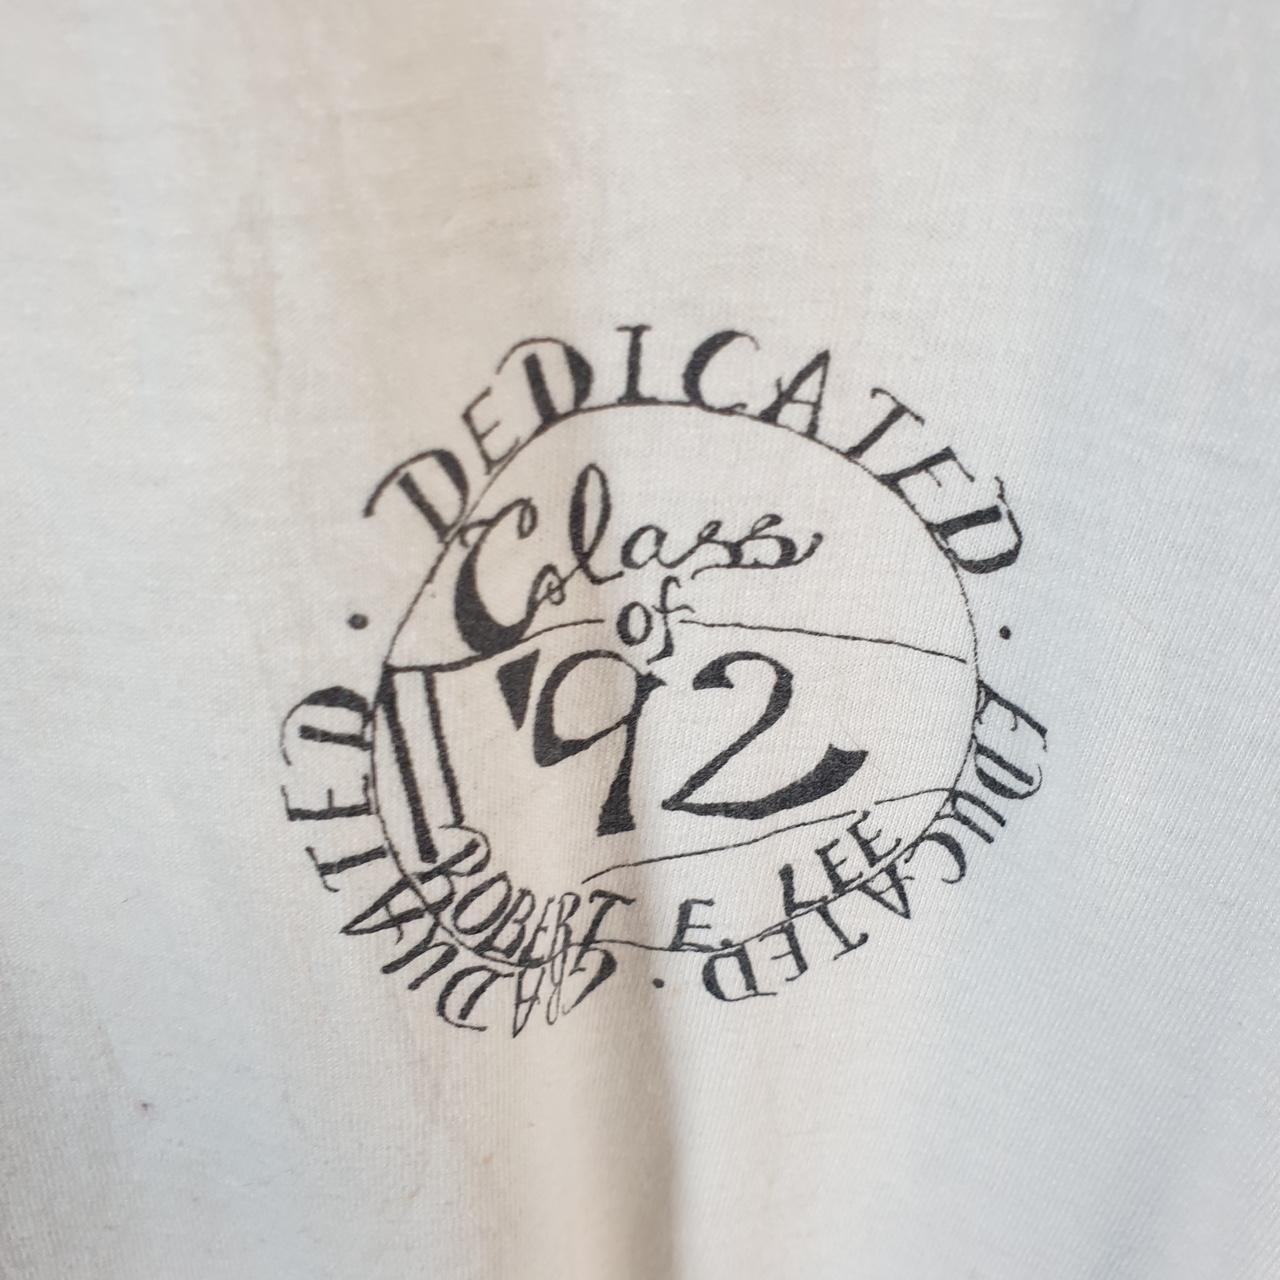 · DEDICATED · EDUCATED · GRADUATED
Class
of
'92
ROBERT E. LEE